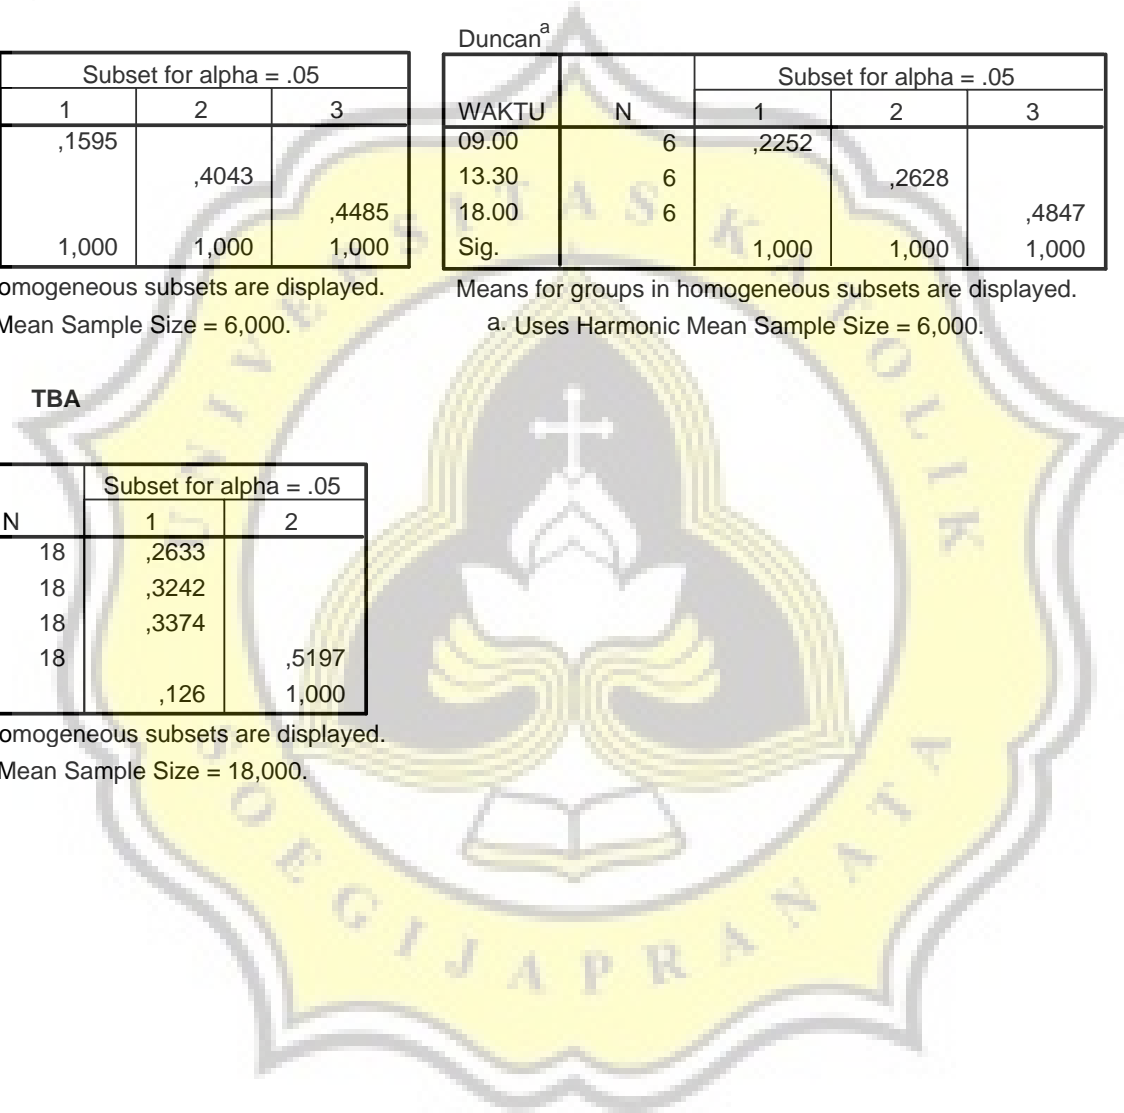 Subset for alpha = .05
1 2 3
,1595
,4043
,4485
1,000 1,000 1,000
omogeneous subsets are displayed.
Mean Sample Size = 6,000.
Duncan a
Subset for alpha = .05
WAKTU N 1 2 3
09.00 6 ,2252
13.30 6 ,2628
18.00 6 ,4847
Sig. 1,000 1,000 1,000
Means for groups in homogeneous subsets are displayed.
a. Uses Harmonic Mean Sample Size = 6,000.
TBA
Subset for alpha = .05
N 1 2
18 ,2633
18 ,3242
18 ,3374
18 ,5197
,126 1,000
omogeneous subsets are displayed.
Mean Sample Size = 18,000.
UNIVERSITAS KATOLIK
SOEGIJAPRANATA